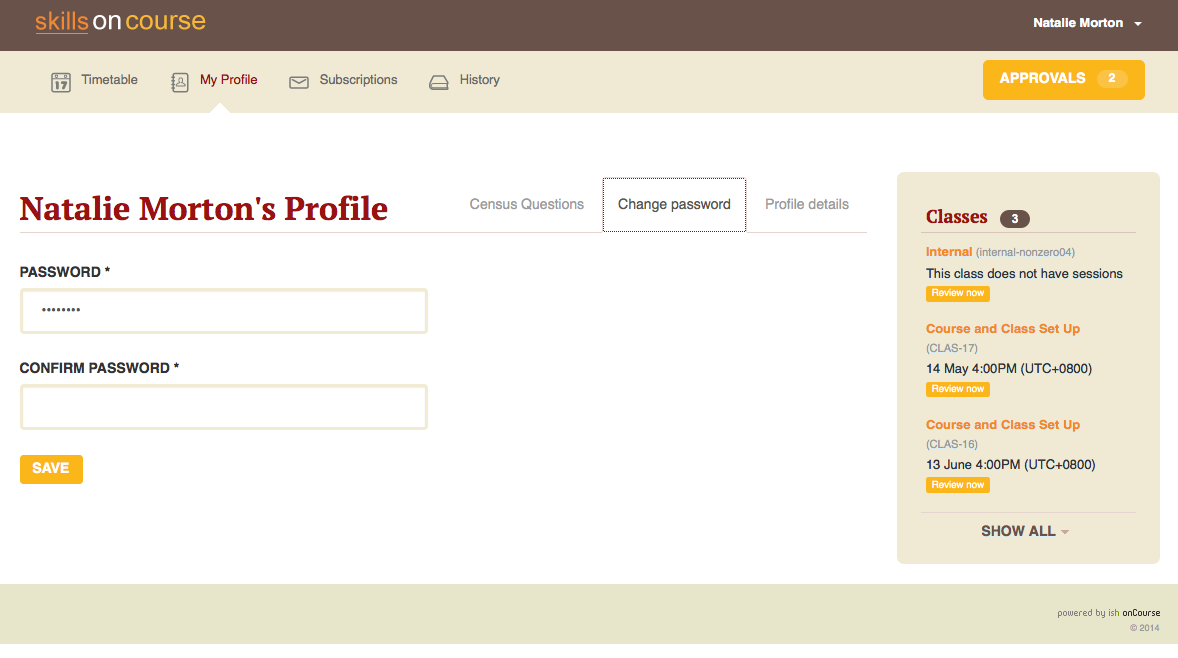 skills on course
Natalie Morton
17
Timetable
My Profile
Subscriptions
History
APPROVALS 2
Natalie Morton's Profile
Census Questions
Change password
Profile details
PASSWORD *
••••••••
CONFIRM PASSWORD *
SAVE
Classes 3
Internal (internal-nonzero04)
This class does not have sessions
Review now
Course and Class Set Up
(CLAS-17)
14 May 4:00PM (UTC+0800)
Review now
Course and Class Set Up
(CLAS-16)
13 June 4:00PM (UTC+0800)
Review now
SHOW ALL
powered by ish onCourse
© 2014